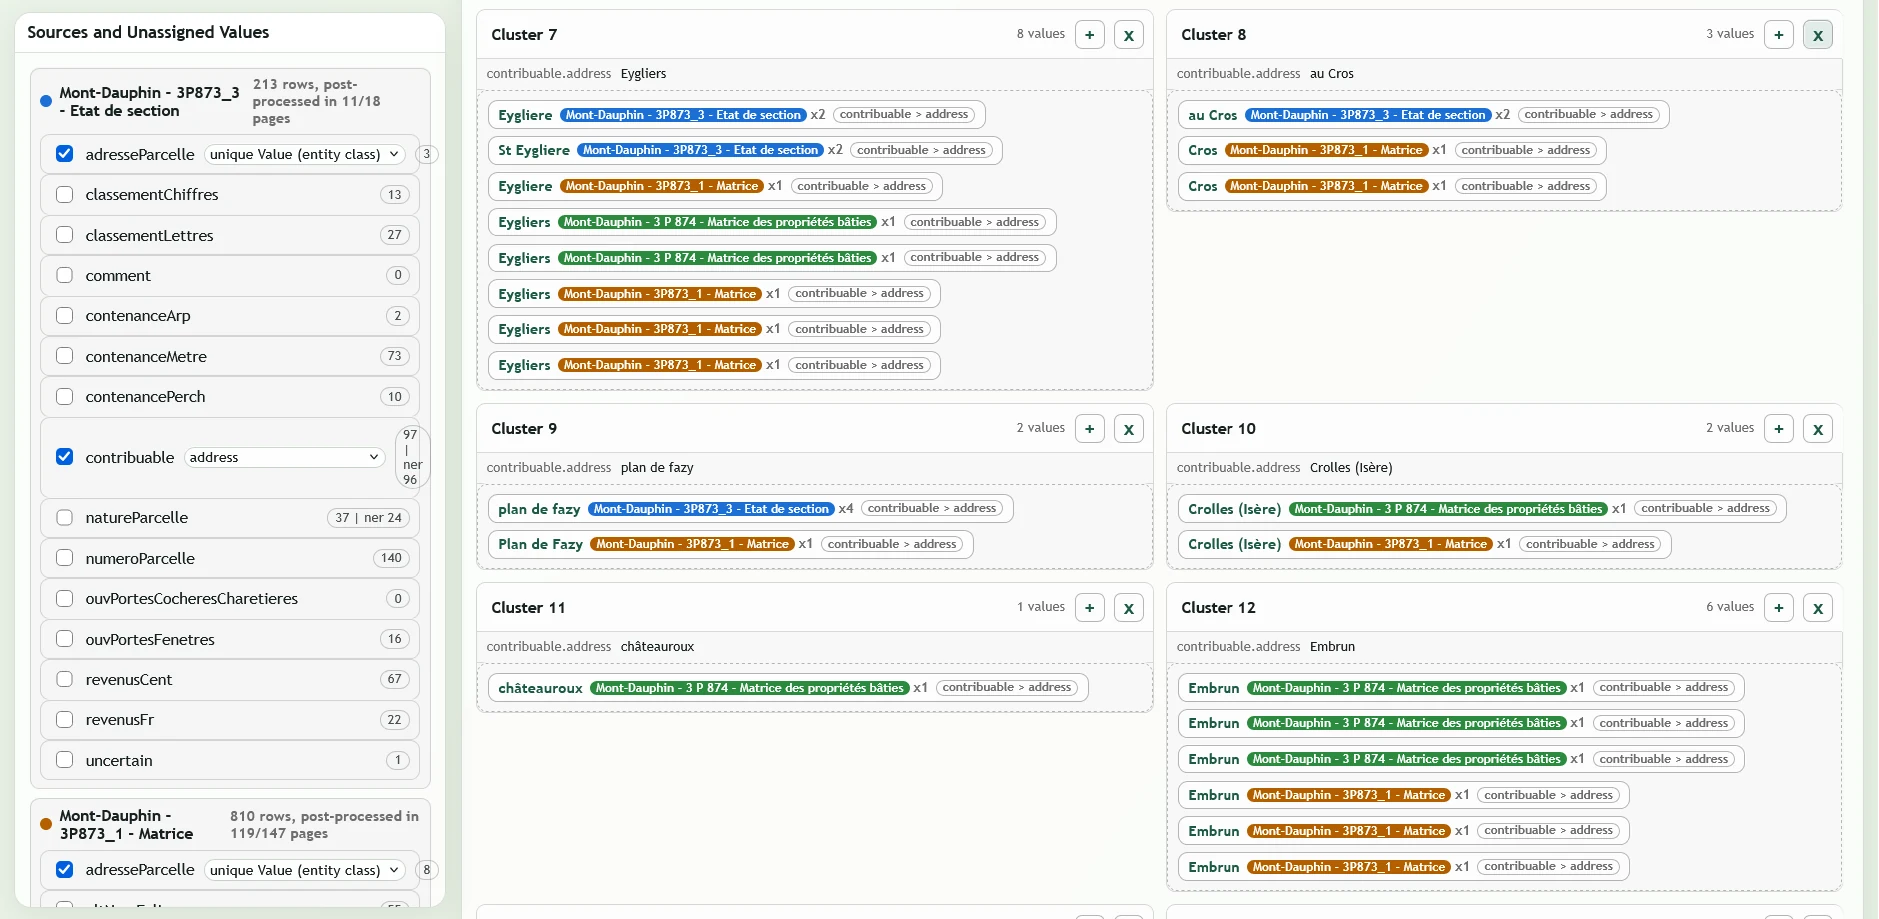 Sources and Unassigned Values
Mont-Dauphin - 3P873_3 - Etat de section
213 rows, post-processed in 11/18 pages
adresseParcelle unique Value (entity class) 3
classementChiffres 13
classementLettres 27
comment 0
contenanceArp 2
contenanceMetre 73
contenancePerch 10
contribuable address 97 | ner 96
natureParcelle 37 | ner 24
numeroParcelle 140
ouvPortesCocheresCharetieres 0
ouvPortesFenetres 16
revenusCent 67
revenusFr 22
uncertain 1
Mont-Dauphin - 3P873_1 - Matrice
810 rows, post-processed in 119/147 pages
adresseParcelle unique Value (entity class) 8
Cluster 7 8 values + x
contribuable.address Eygliers
Eygliere Mont-Dauphin - 3P873_3 - Etat de section x2 contribuable > address
St Eygliere Mont-Dauphin - 3P873_3 - Etat de section x2 contribuable > address
Eygliere Mont-Dauphin - 3P873_1 - Matrice x1 contribuable > address
Eygliers Mont-Dauphin - 3 P 874 - Matrice des propriétés bâties x1 contribuable > address
Eygliers Mont-Dauphin - 3 P 874 - Matrice des propriétés bâties x1 contribuable > address
Eygliers Mont-Dauphin - 3P873_1 - Matrice x1 contribuable > address
Eygliers Mont-Dauphin - 3P873_1 - Matrice x1 contribuable > address
Eygliers Mont-Dauphin - 3P873_1 - Matrice x1 contribuable > address
Cluster 8 3 values + x
contribuable.address au Cros
au Cros Mont-Dauphin - 3P873_3 - Etat de section x2 contribuable > address
Cros Mont-Dauphin - 3P873_1 - Matrice x1 contribuable > address
Cros Mont-Dauphin - 3P873_1 - Matrice x1 contribuable > address
Cluster 9 2 values + x
contribuable.address plan de fazy
plan de fazy Mont-Dauphin - 3P873_3 - Etat de section x4 contribuable > address
Plan de Fazy Mont-Dauphin - 3P873_1 - Matrice x1 contribuable > address
Cluster 10 2 values + x
contribuable.address Crolles (Isère)
Crolles (Isère) Mont-Dauphin - 3 P 874 - Matrice des propriétés bâties x1 contribuable > address
Crolles (Isère) Mont-Dauphin - 3P873_1 - Matrice x1 contribuable > address
Cluster 11 1 values + x
contribuable.address châteauroux
châteauroux Mont-Dauphin - 3 P 874 - Matrice des propriétés bâties x1 contribuable > address
Cluster 12 6 values + x
contribuable.address Embrun
Embrun Mont-Dauphin - 3 P 874 - Matrice des propriétés bâties x1 contribuable > address
Embrun Mont-Dauphin - 3 P 874 - Matrice des propriétés bâties x1 contribuable > address
Embrun Mont-Dauphin - 3 P 874 - Matrice des propriétés bâties x1 contribuable > address
Embrun Mont-Dauphin - 3P873_1 - Matrice x1 contribuable > address
Embrun Mont-Dauphin - 3P873_1 - Matrice x1 contribuable > address
Embrun Mont-Dauphin - 3P873_1 - Matrice x1 contribuable > address